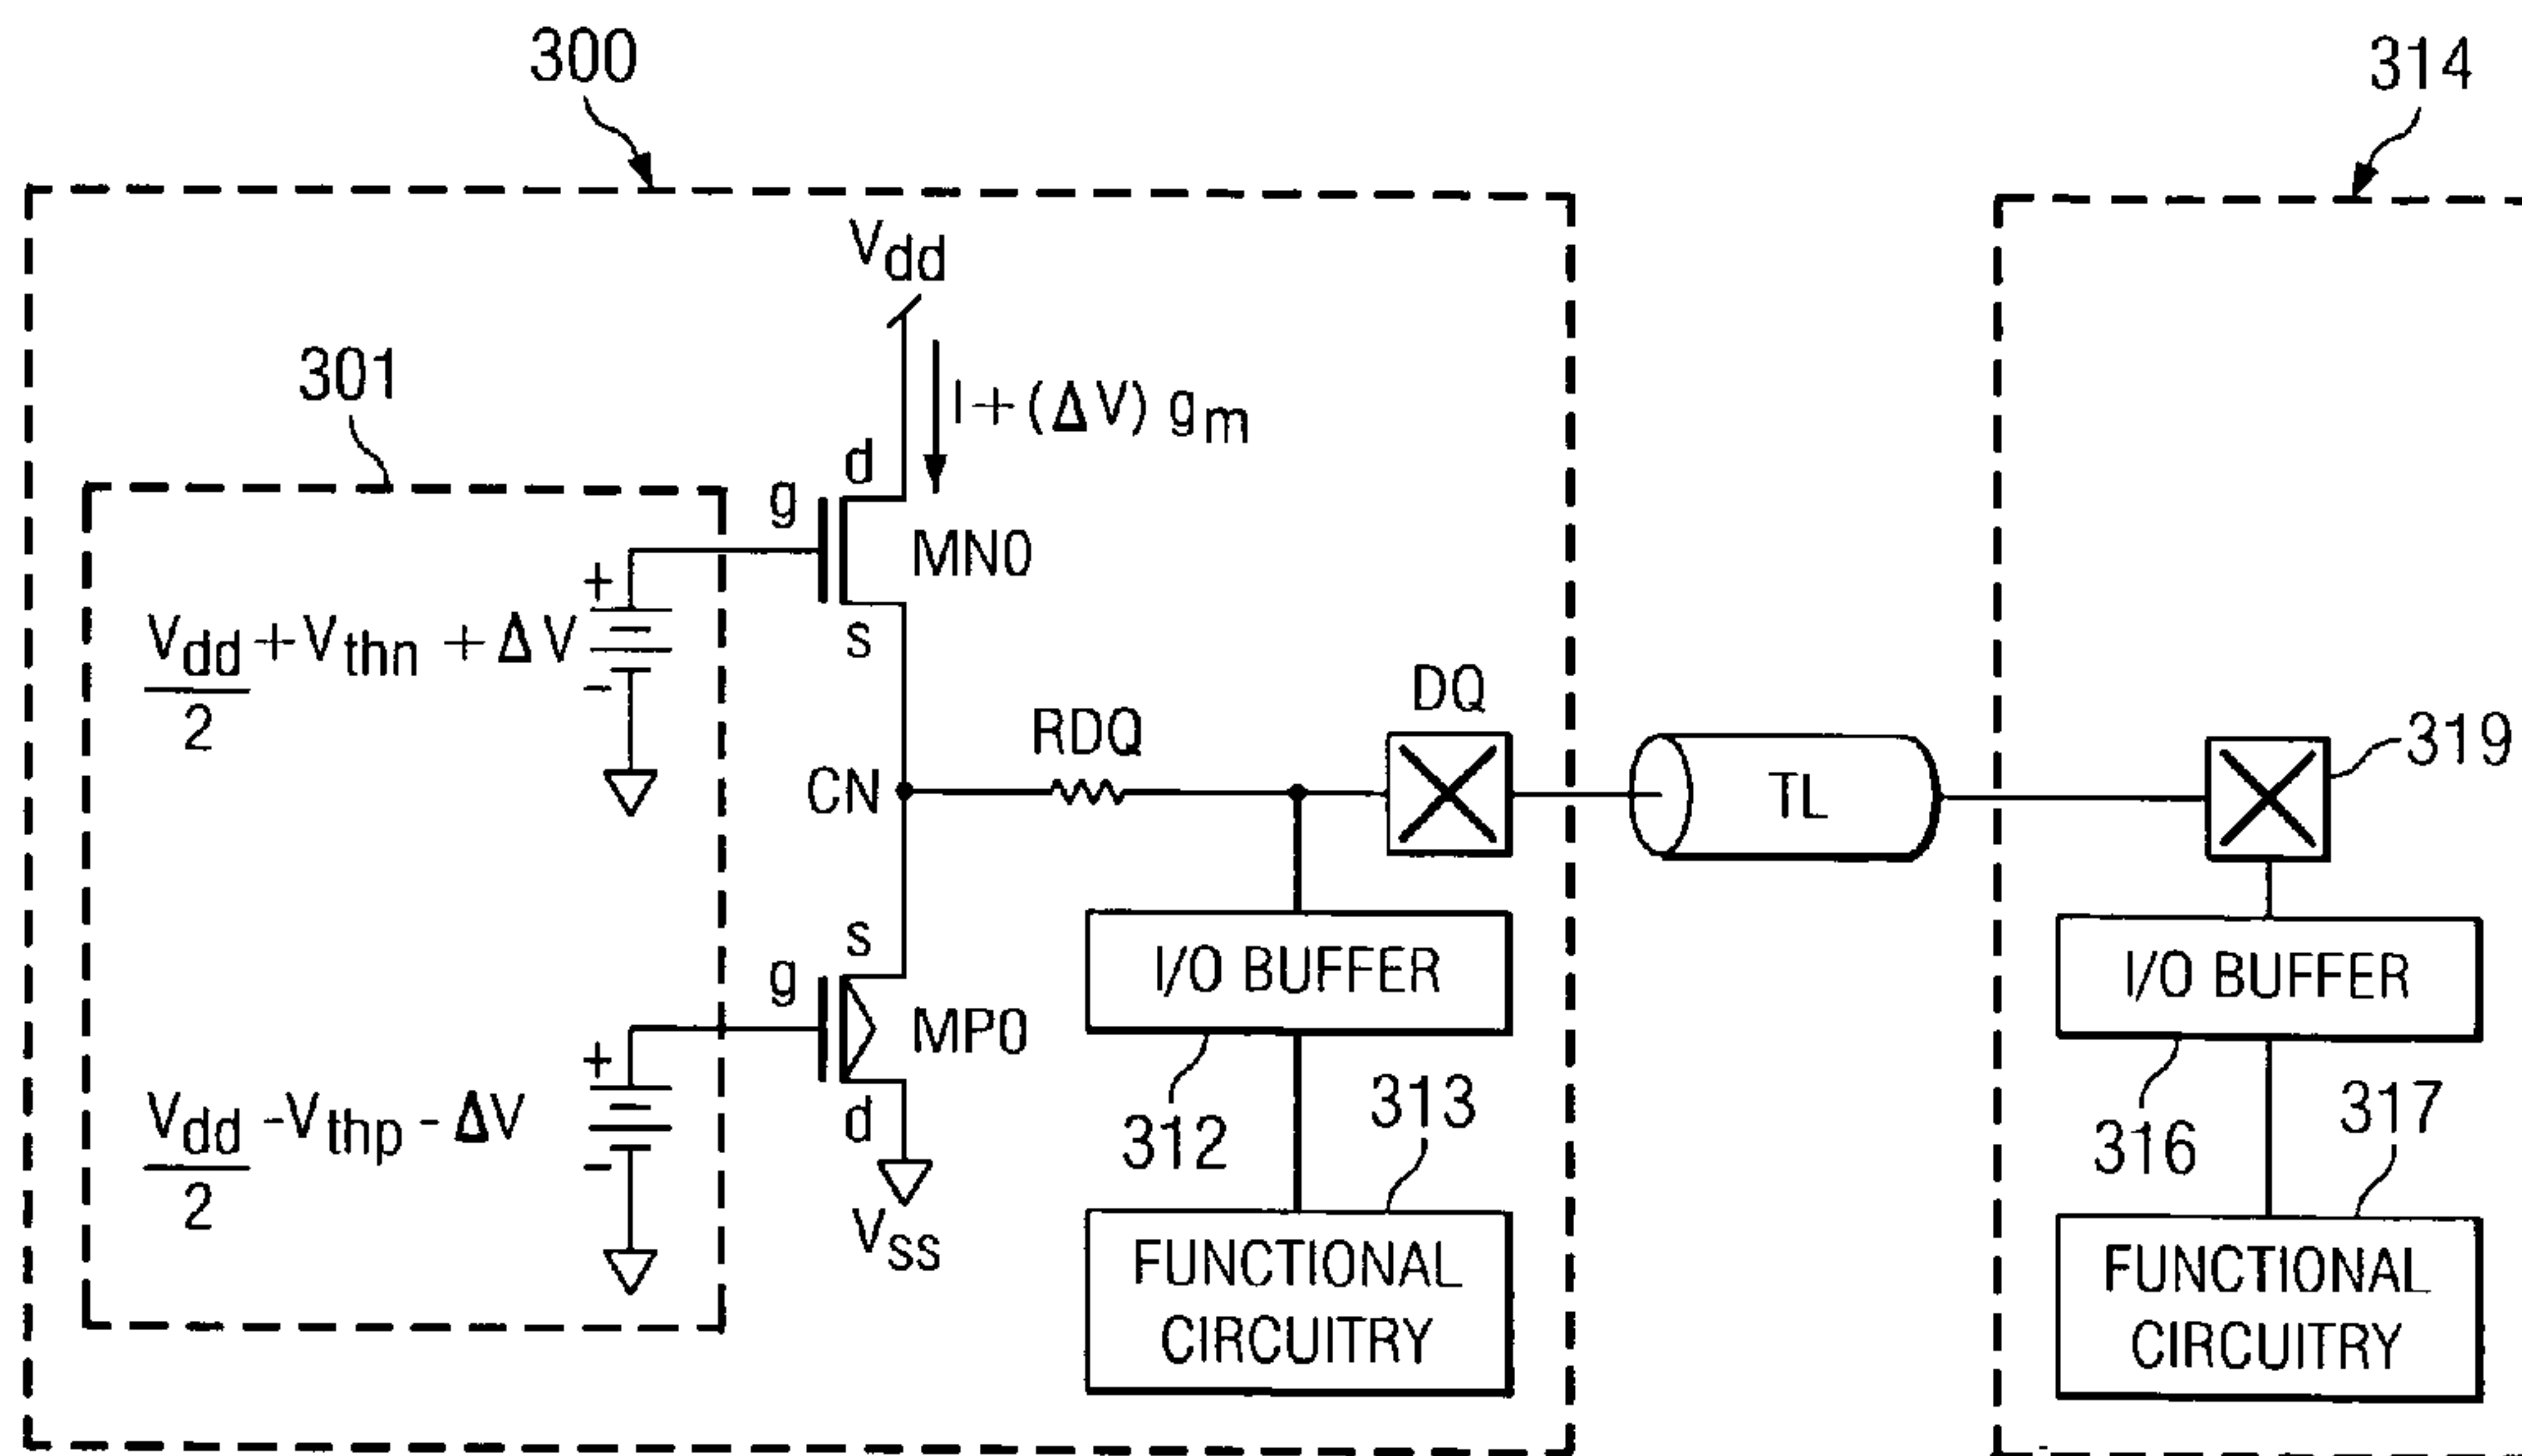 300
314
Vdd
301
I+(ΔV) gm
d
g
MN0
+
Vdd+Vthn+ΔV
2
s
-
DQ
RDQ
319
CN
TL
s
g
I/O BUFFER
I/O BUFFER
MP0
+
Vdd-Vthp-ΔV
2
d
-
312
313
316
317
Vss
FUNCTIONAL
CIRCUITRY
FUNCTIONAL
CIRCUITRY